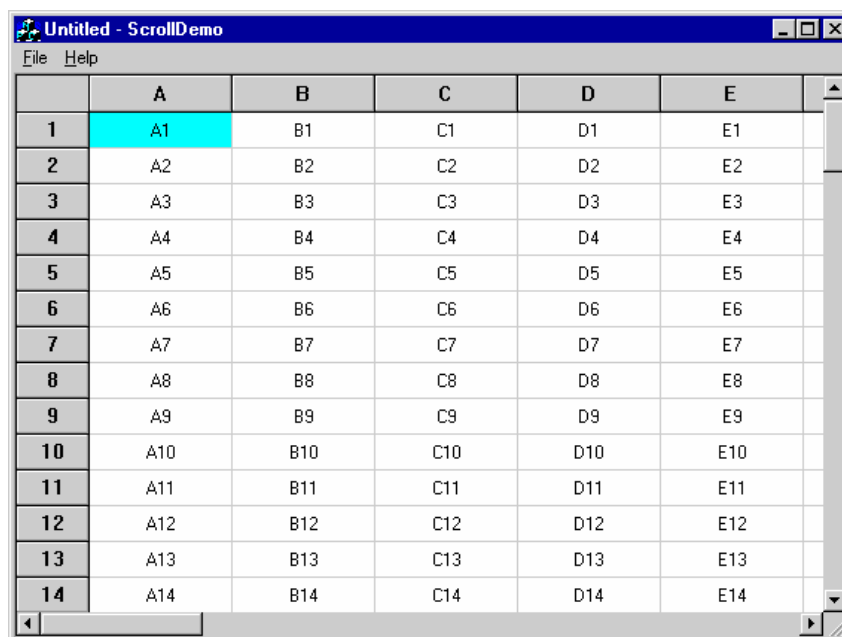 Untitled - ScrollDemo
File Help
A B C D E
1 A1 B1 C1 D1 E1
2 A2 B2 C2 D2 E2
3 A3 B3 C3 D3 E3
4 A4 B4 C4 D4 E4
5 A5 B5 C5 D5 E5
6 A6 B6 C6 D6 E6
7 A7 B7 C7 D7 E7
8 A8 B8 C8 D8 E8
9 A9 B9 C9 D9 E9
10 A10 B10 C10 D10 E10
11 A11 B11 C11 D11 E11
12 A12 B12 C12 D12 E12
13 A13 B13 C13 D13 E13
14 A14 B14 C14 D14 E14